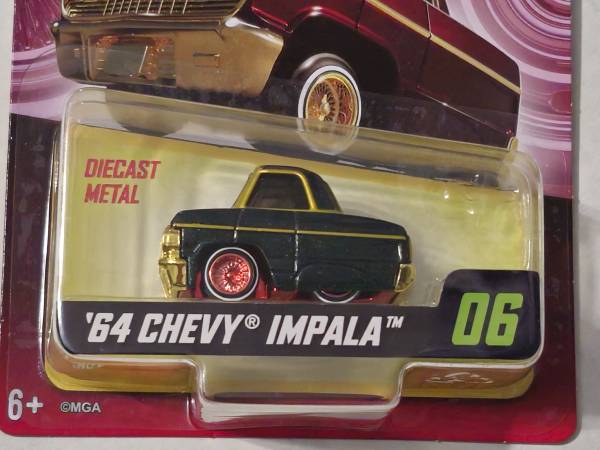 DIECAST
METAL
'64 CHEVY® IMPALA™
06
6+
©MGA